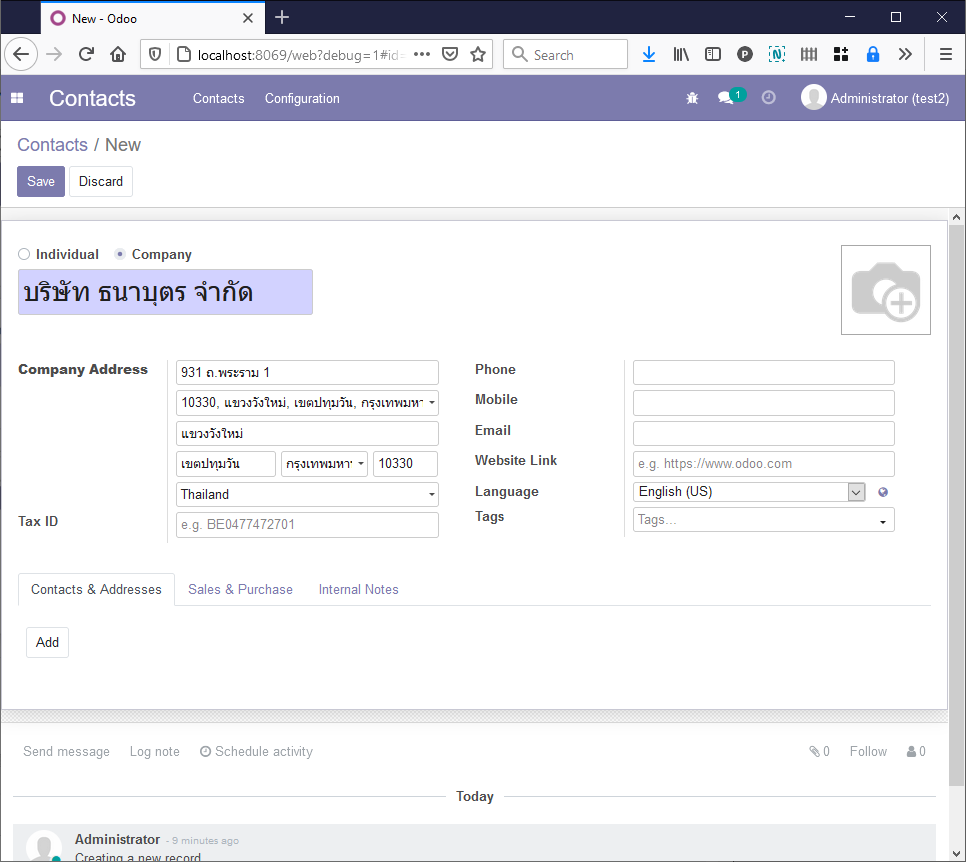 New - Odoo
localhost:8069/web?debug=1#id=
Search
Contacts
Contacts Configuration
1
Administrator (test2)
Contacts / New
Save Discard
Individual Company
บริษัท ธนาบุตร จำกัด
Company Address
931 ถ.พระราม 1
10330, แขวงวังใหม่, เขตปทุมวัน, กรุงเทพมหา
แขวงวังใหม่
เขตปทุมวัน กรุงเทพมหา 10330
Thailand
Tax ID e.g. BE0477472701
Phone
Mobile
Email
Website Link e.g. https://www.odoo.com
Language English (US)
Tags Tags...
Contacts & Addresses Sales & Purchase Internal Notes
Add
Send message Log note Schedule activity 0 Follow 0
Today
Administrator - 9 minutes ago
Creating a new record